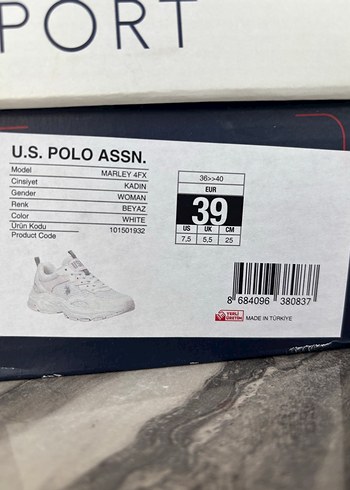 PORT
U.S. POLO ASSN.
Model MARLEY 4FX
Cinsiyet KADIN
Gender WOMAN
Renk BEYAZ
Color WHITE
Ürün Kodu 101501932
Product Code
36>>40
EUR
39
US UK CM
7,5 5,5 25
8 684096 380837
YERLİ ÜRETİM MADE IN TÜRKİYE